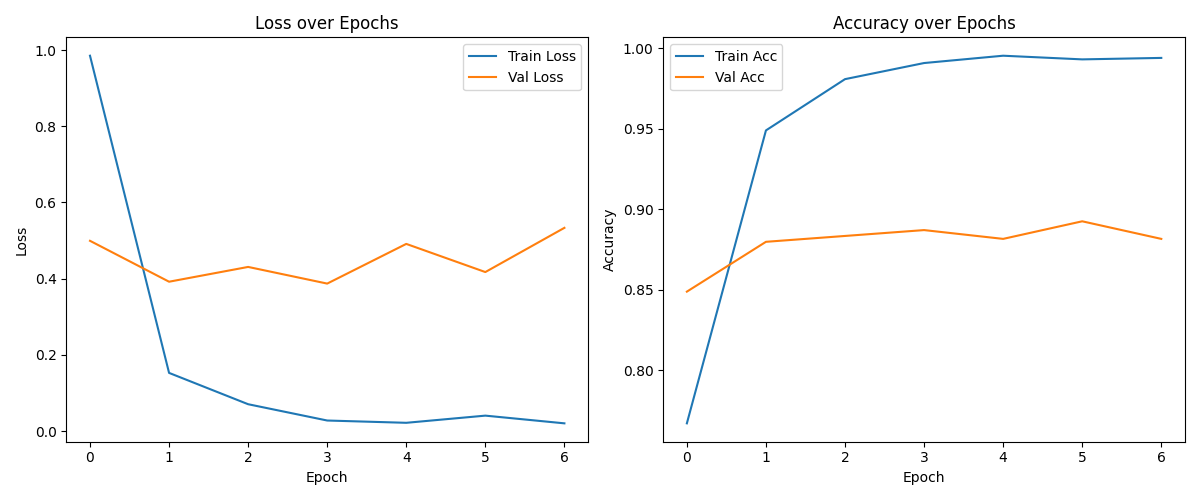 Loss over Epochs
Train Loss
Val Loss
1.0
0.8
0.6
0.4
0.2
0.0
Loss
0 1 2 3 4 5 6
Epoch
Accuracy over Epochs
Train Acc
Val Acc
1.00
0.95
0.90
0.85
0.80
Accuracy
0 1 2 3 4 5 6
Epoch